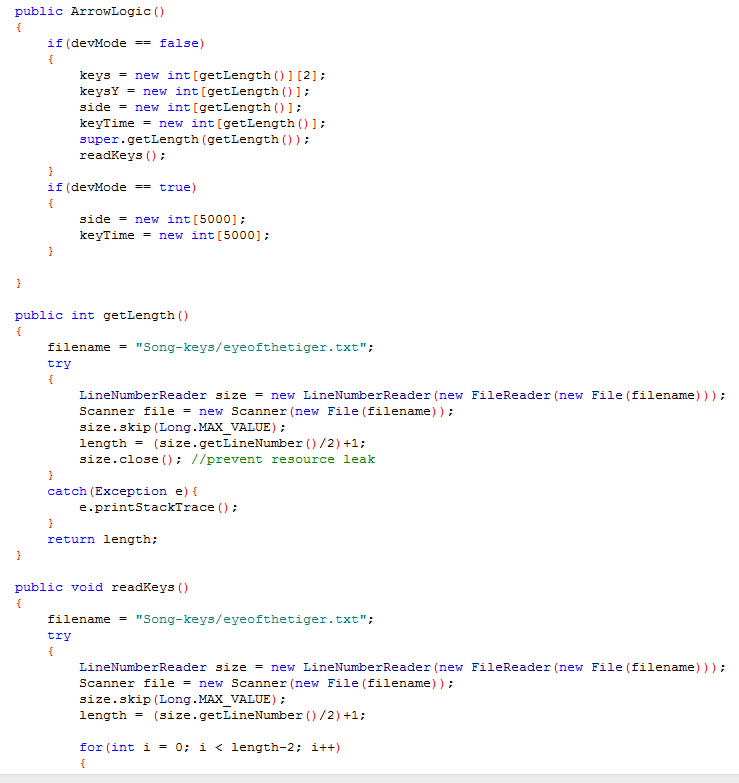 public ArrowLogic()
{
    if(devMode == false)
    {
        keys = new int[getLength()][2];
        keysY = new int[getLength()];
        side = new int[getLength()];
        keyTime = new int[getLength()];
        super.getLength(getLength());
        readKeys();
    }
    if(devMode == true)
    {
        side = new int[5000];
        keyTime = new int[5000];
    }

}

public int getLength()
{
    filename = "Song-keys/eyeofthetiger.txt";
    try
    {
        LineNumberReader size = new LineNumberReader(new FileReader(new File(filename)));
        Scanner file = new Scanner(new File(filename));
        size.skip(Long.MAX_VALUE);
        length = (size.getLineNumber()/2)+1;
        size.close(); //prevent resource leak
    }
    catch(Exception e){
        e.printStackTrace();
    }
    return length;
}

public void readKeys()
{
    filename = "Song-keys/eyeofthetiger.txt";
    try
    {
        LineNumberReader size = new LineNumberReader(new FileReader(new File(filename)));
        Scanner file = new Scanner(new File(filename));
        size.skip(Long.MAX_VALUE);
        length = (size.getLineNumber()/2)+1;

        for(int i = 0; i < length-2; i++)
        {